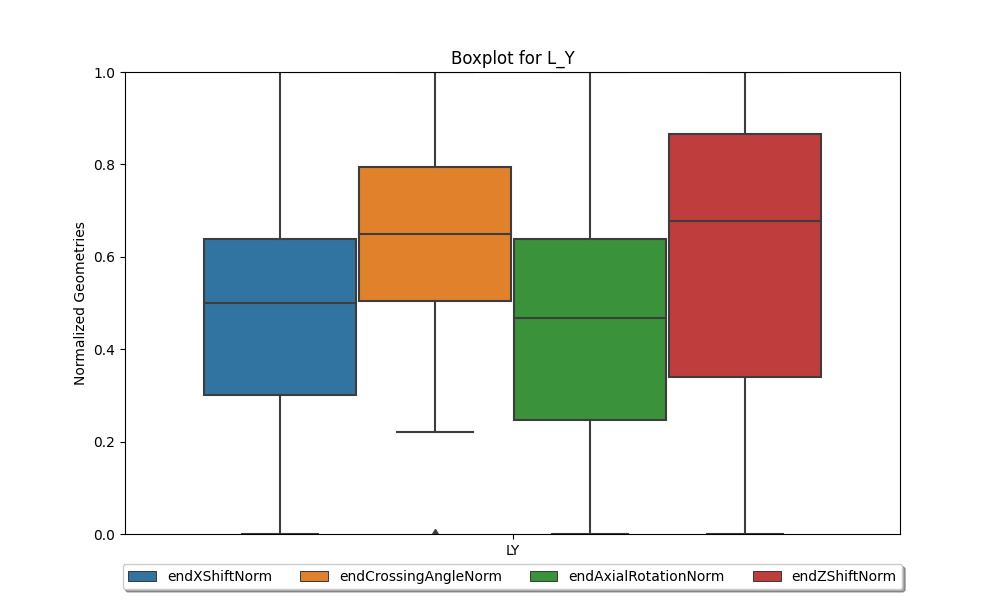 Boxplot for L_Y
1.0
0.8
0.6
0.4
0.2
0.0
Normalized Geometries
LY
endXShiftNorm endCrossingAngleNorm endAxialRotationNorm endZShiftNorm